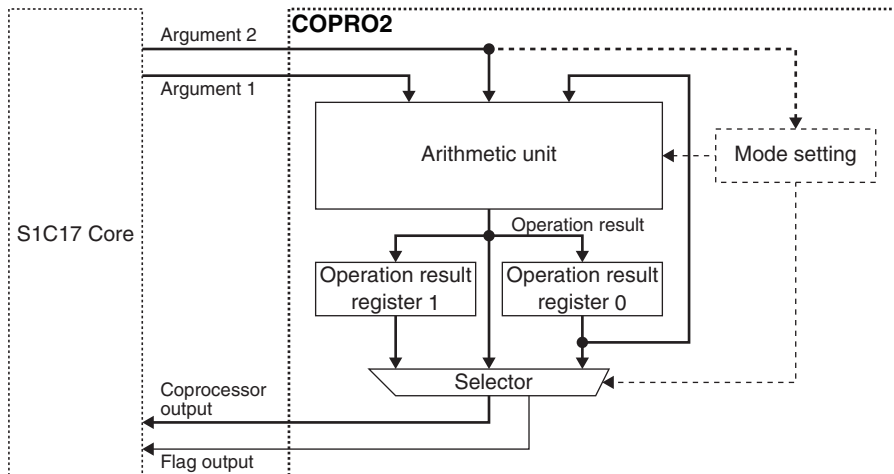 COPRO2
Argument 2
Argument 1
Arithmetic unit
Mode setting
S1C17 Core
Operation result
Operation result
register 1
Operation result
register 0
Selector
Coprocessor
output
Flag output